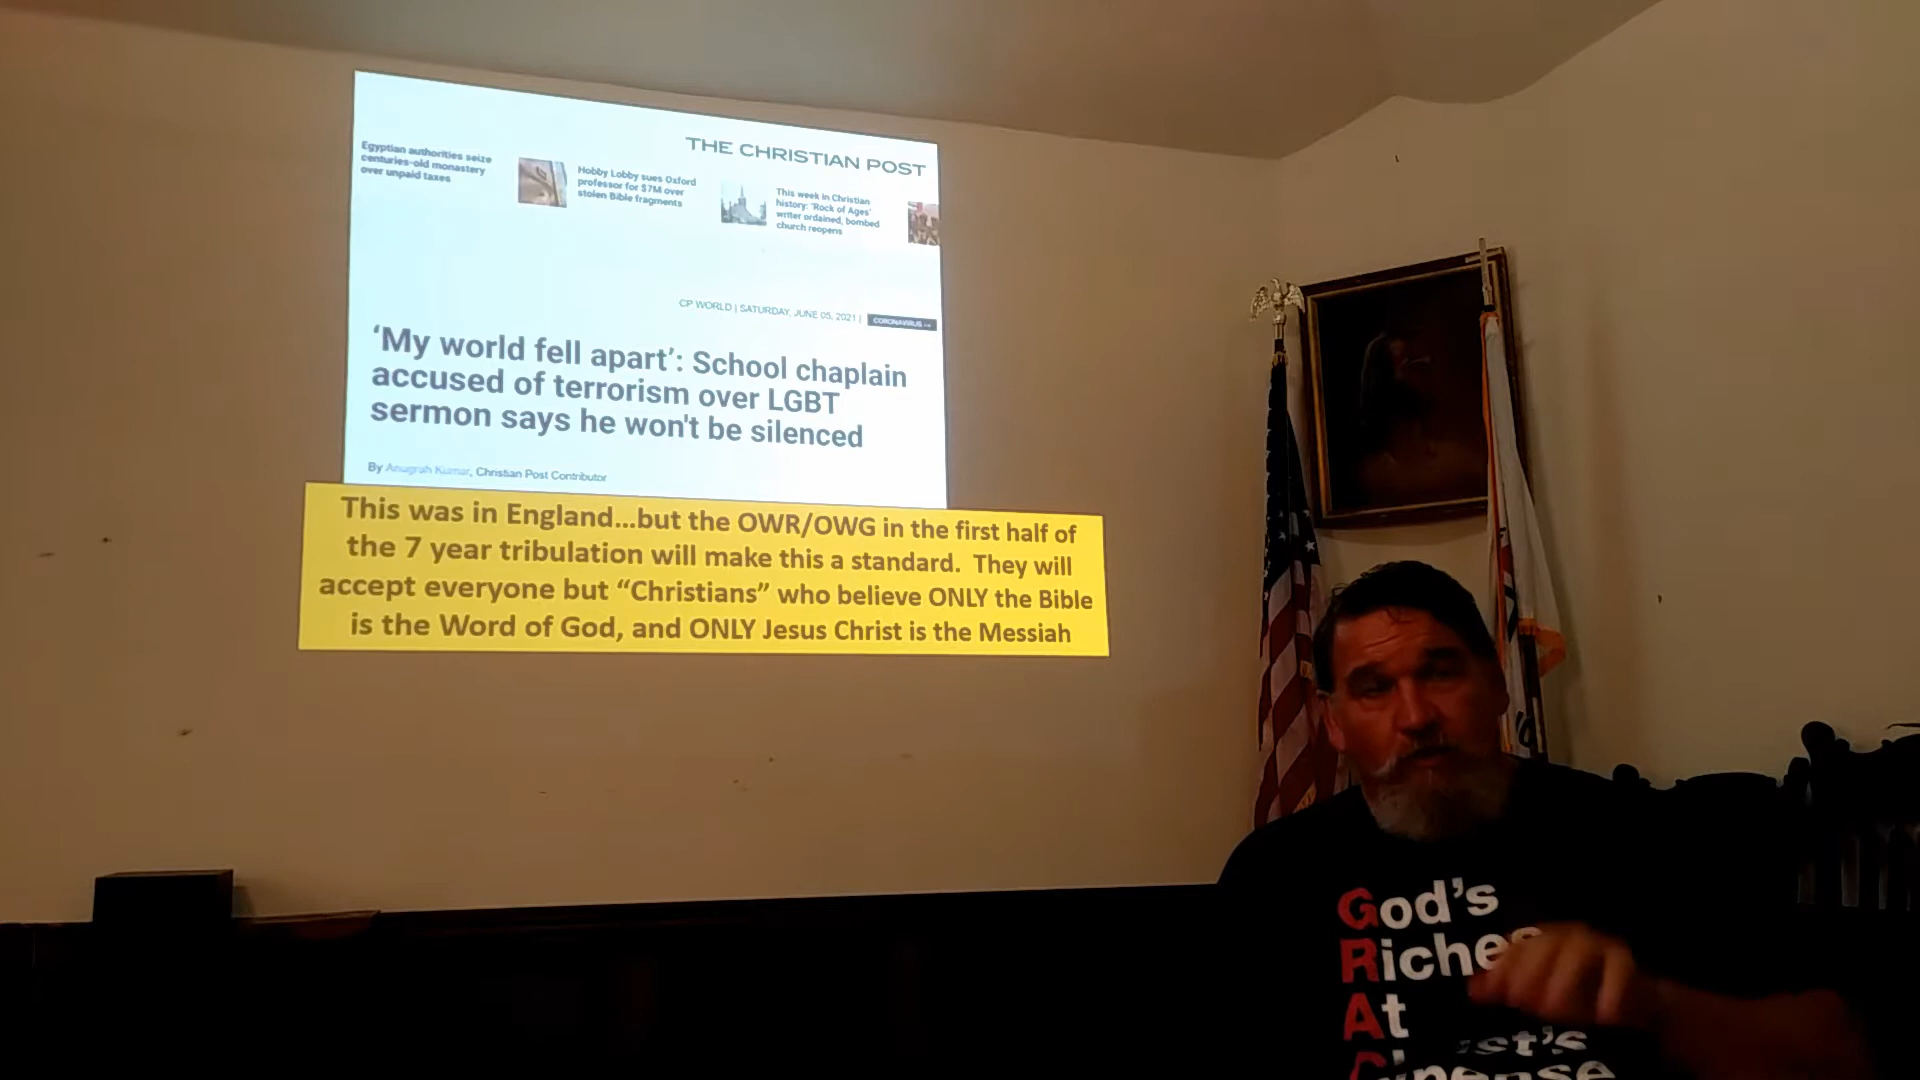 THE CHRISTIAN POST
Egyptian authorities seize
centuries-old monastery
over unpaid taxes
Hobby Lobby sues Oxford
professor for $7M over
stolen Bible fragments
This week in Christian
history: 'Rock of Ages'
writer ordained, bombed
church reopens
CP WORLD | SATURDAY, JUNE 05, 2021 |
CORONAVIRUS
‘My world fell apart’: School chaplain
accused of terrorism over LGBT
sermon says he won't be silenced
By Anugrah Kumar, Christian Post Contributor
This was in England...but the OWR/OWG in the first half of
the 7 year tribulation will make this a standard. They will
accept everyone but “Christians” who believe ONLY the Bible
is the Word of God, and ONLY Jesus Christ is the Messiah
God's
Riches
At